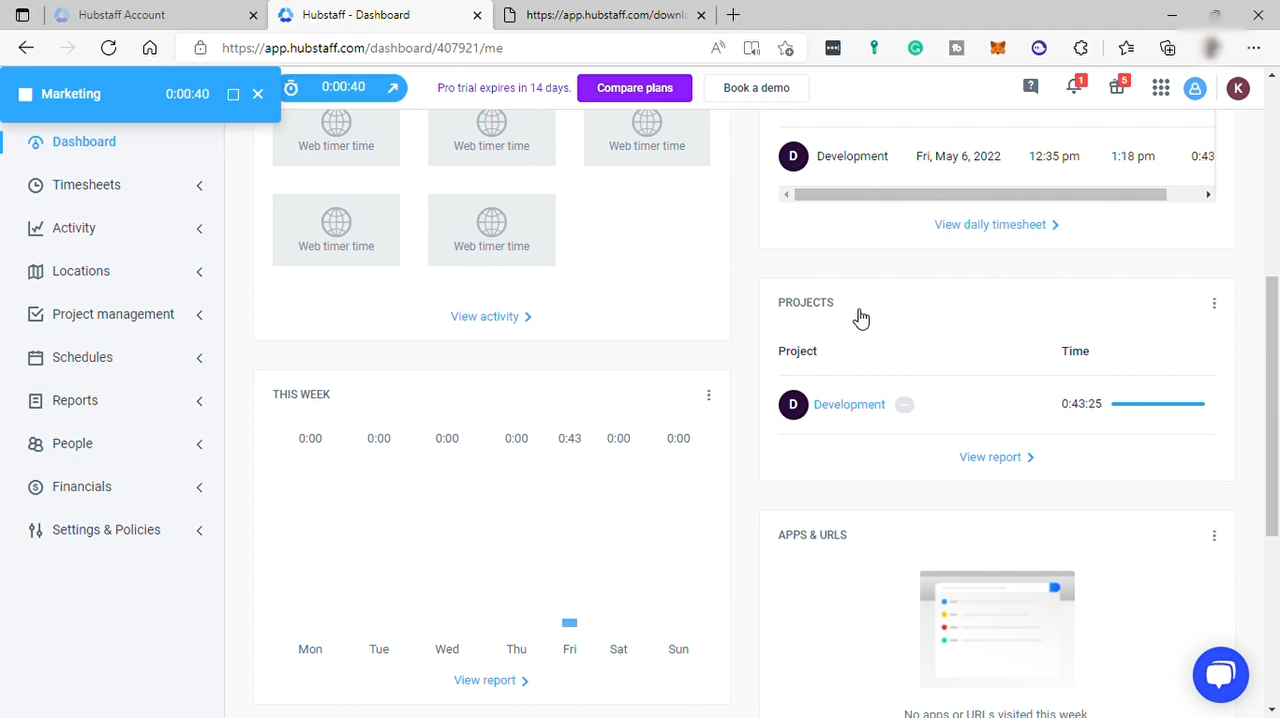 Hubstaff Account
Hubstaff - Dashboard
https://app.hubstaff.com/downl
https://app.hubstaff.com/dashboard/407921/me
Marketing 0:00:40
0:00:40
Pro trial expires in 14 days.
Compare plans
Book a demo
1
5
K
Dashboard
Timesheets
Activity
Locations
Project management
Schedules
Reports
People
Financials
Settings & Policies
Web timer time
Web timer time
Web timer time
Web timer time
Web timer time
View activity
THIS WEEK
0:00 0:00 0:00 0:00 0:43 0:00 0:00
Mon Tue Wed Thu Fri Sat Sun
View report
D Development Fri, May 6, 2022 12:35 pm 1:18 pm 0:43
View daily timesheet
PROJECTS
Project Time
D Development 0:43:25
View report
APPS & URLS
No apps or URLs visited this week.